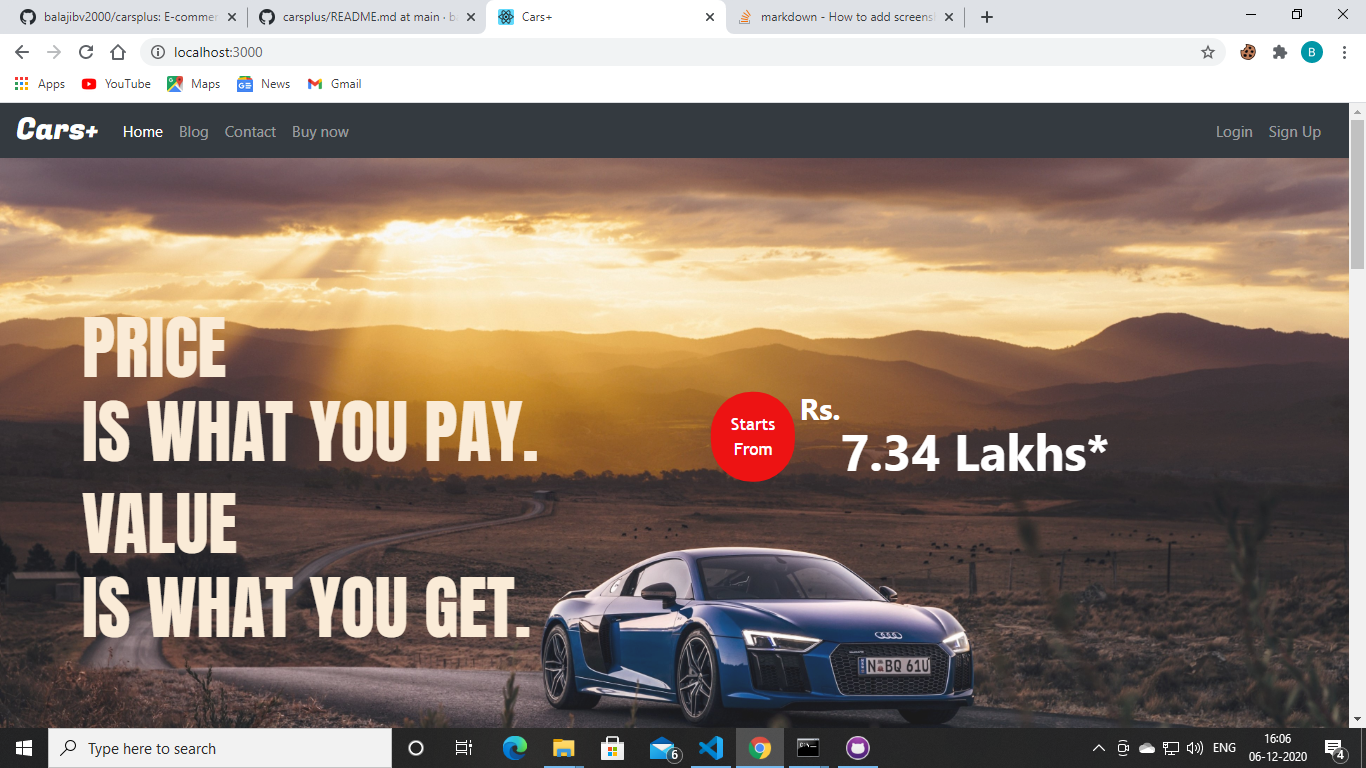 balajibv2000/carsplus: E-commer
carsplus/README.md at main · ba
Cars+
markdown - How to add screensh
localhost:3000
B
Apps
YouTube
Maps
News
Gmail
Cars+
Home
Blog
Contact
Buy now
Login
Sign Up
PRICE
IS WHAT YOU PAY.
VALUE
IS WHAT YOU GET.
Starts
From
Rs.
7.34 Lakhs*
N BQ 61U
Type here to search
6
ENG
16:06
06-12-2020
4